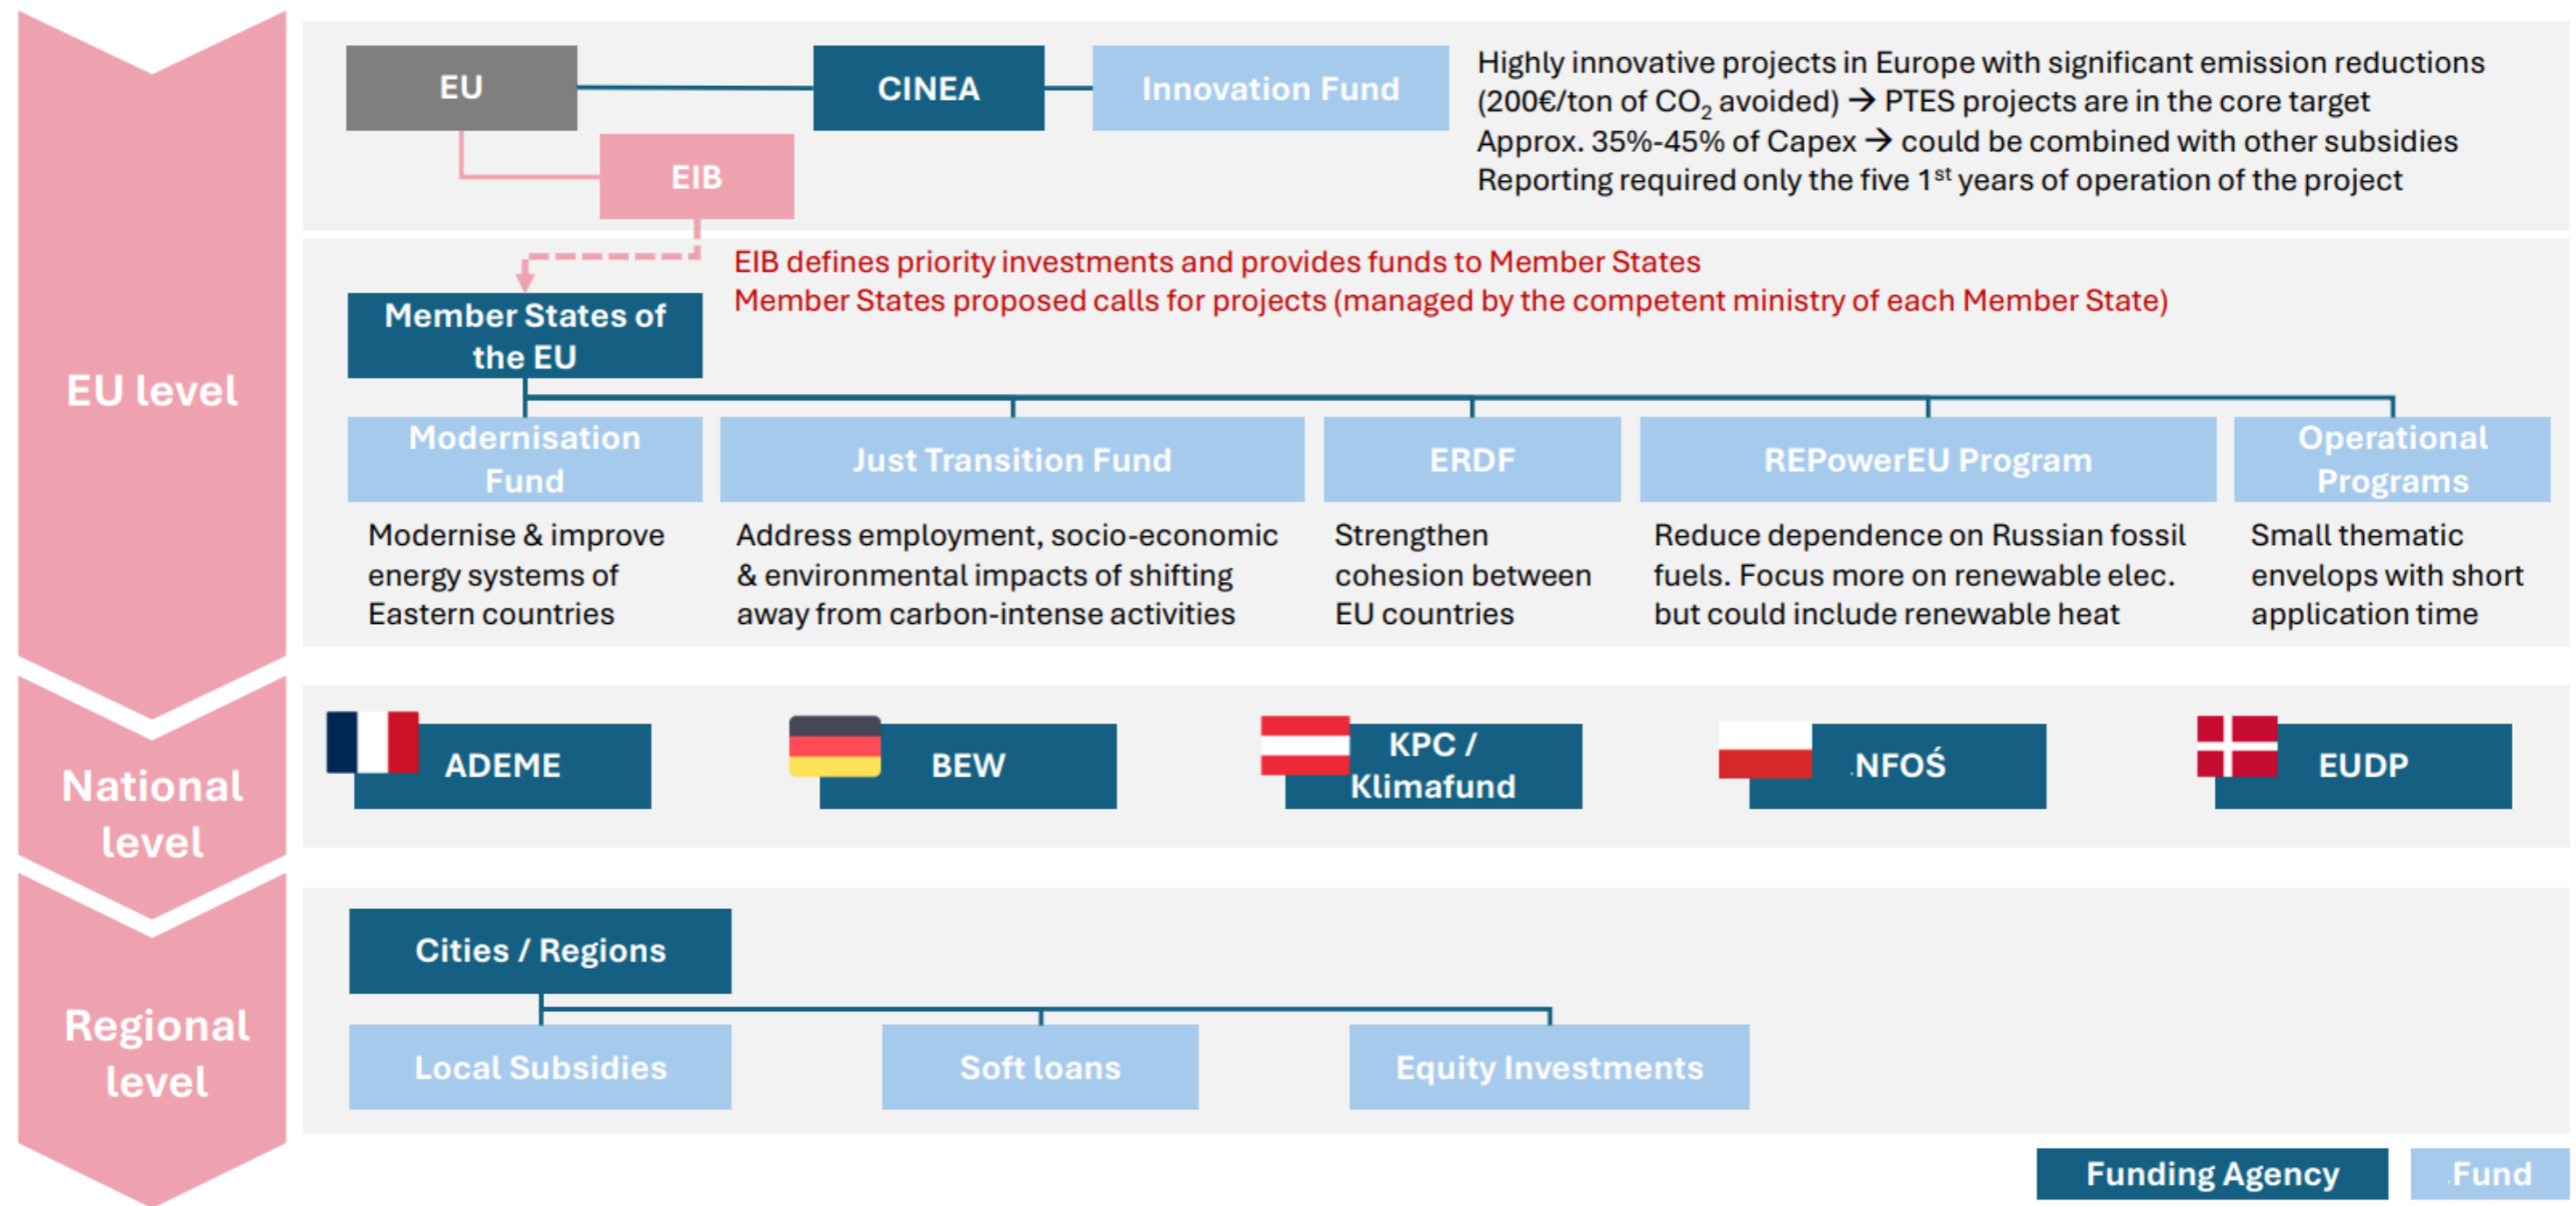 EU
CINEA
Innovation Fund
EIB
Highly innovative projects in Europe with significant emission reductions
(200€/ton of CO₂ avoided) → PTES projects are in the core target
Approx. 35%-45% of Capex → could be combined with other subsidies
Reporting required only the five 1ˢᵗ years of operation of the project
EU level
EIB defines priority investments and provides funds to Member States
Member States proposed calls for projects (managed by the competent ministry of each Member State)
Member States of
the EU
Modernisation
Fund
Just Transition Fund
ERDF
REPowerEU Program
Operational
Programs
Modernise & improve
energy systems of
Eastern countries
Address employment, socio-economic
& environmental impacts of shifting
away from carbon-intense activities
Strengthen
cohesion between
EU countries
Reduce dependence on Russian fossil
fuels. Focus more on renewable elec.
but could include renewable heat
Small thematic
envelops with short
application time
National
level
ADEME
BEW
KPC /
Klimafund
NFOŚ
EUDP
Regional
level
Cities / Regions
Local Subsidies
Soft loans
Equity Investments
Funding Agency
Fund